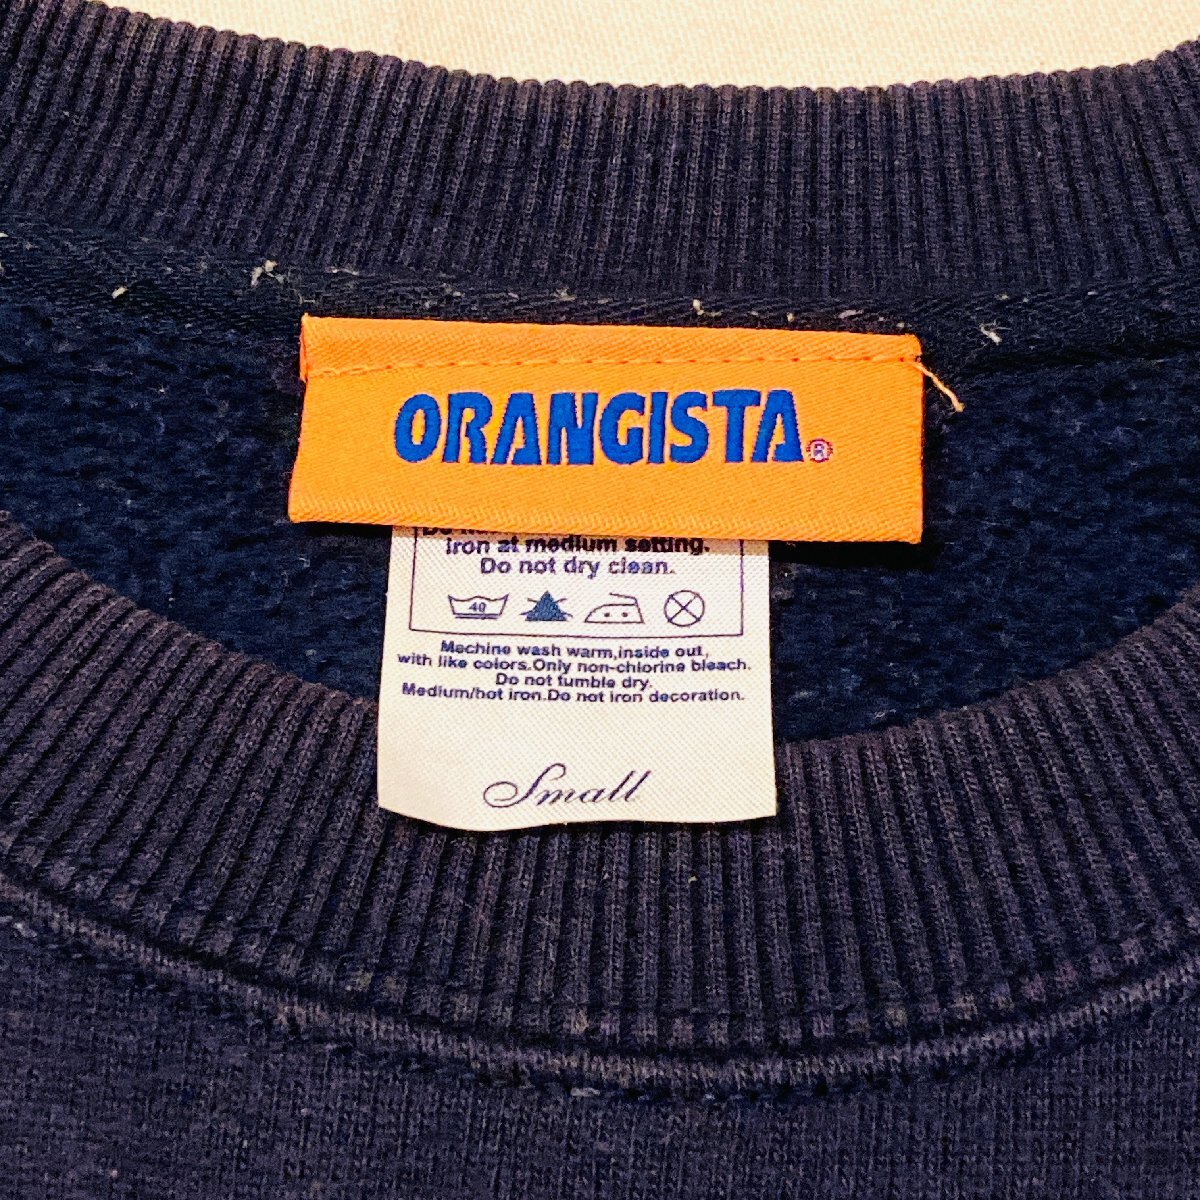 ORANGISTA®
iron at medium setting.
Do not dry clean.
40
Machine wash warm,inside out,
with like colors.Only non-chlorine bleach.
Do not tumble dry.
Medium/hot iron.Do not iron decoration.
Small